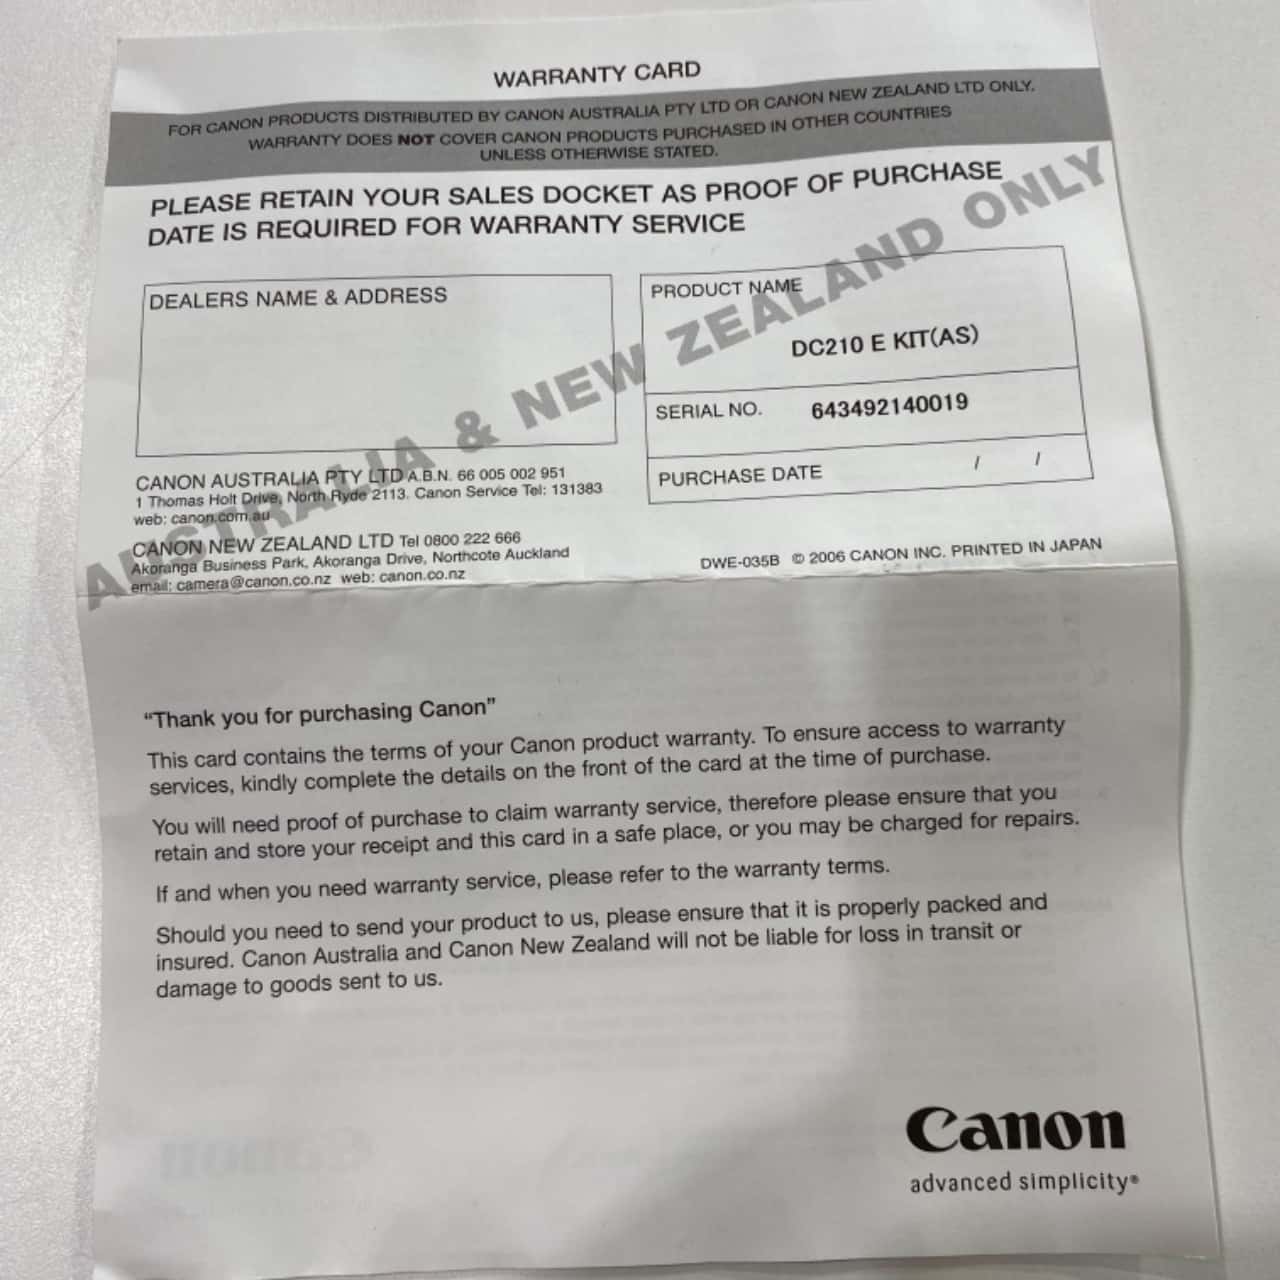 WARRANTY CARD
FOR CANON PRODUCTS DISTRIBUTED BY CANON AUSTRALIA PTY LTD OR CANON NEW ZEALAND LTD ONLY.
WARRANTY DOES NOT COVER CANON PRODUCTS PURCHASED IN OTHER COUNTRIES
UNLESS OTHERWISE STATED.
PLEASE RETAIN YOUR SALES DOCKET AS PROOF OF PURCHASE
DATE IS REQUIRED FOR WARRANTY SERVICE
AUSTRALIA & NEW ZEALAND ONLY
DEALERS NAME & ADDRESS
PRODUCT NAME
DC210 E KIT(AS)
SERIAL NO. 643492140019
PURCHASE DATE / /
CANON AUSTRALIA PTY LTD A.B.N. 66 005 002 951
1 Thomas Holt Drive, North Ryde 2113. Canon Service Tel: 131383
web: canon.com.au
CANON NEW ZEALAND LTD Tel 0800 222 666
Akoranga Business Park, Akoranga Drive, Northcote Auckland
email: camera@canon.co.nz web: canon.co.nz
DWE-035B © 2006 CANON INC. PRINTED IN JAPAN
“Thank you for purchasing Canon”
This card contains the terms of your Canon product warranty. To ensure access to warranty
services, kindly complete the details on the front of the card at the time of purchase.
You will need proof of purchase to claim warranty service, therefore please ensure that you
retain and store your receipt and this card in a safe place, or you may be charged for repairs.
If and when you need warranty service, please refer to the warranty terms.
Should you need to send your product to us, please ensure that it is properly packed and
insured. Canon Australia and Canon New Zealand will not be liable for loss in transit or
damage to goods sent to us.
Canon
advanced simplicity®